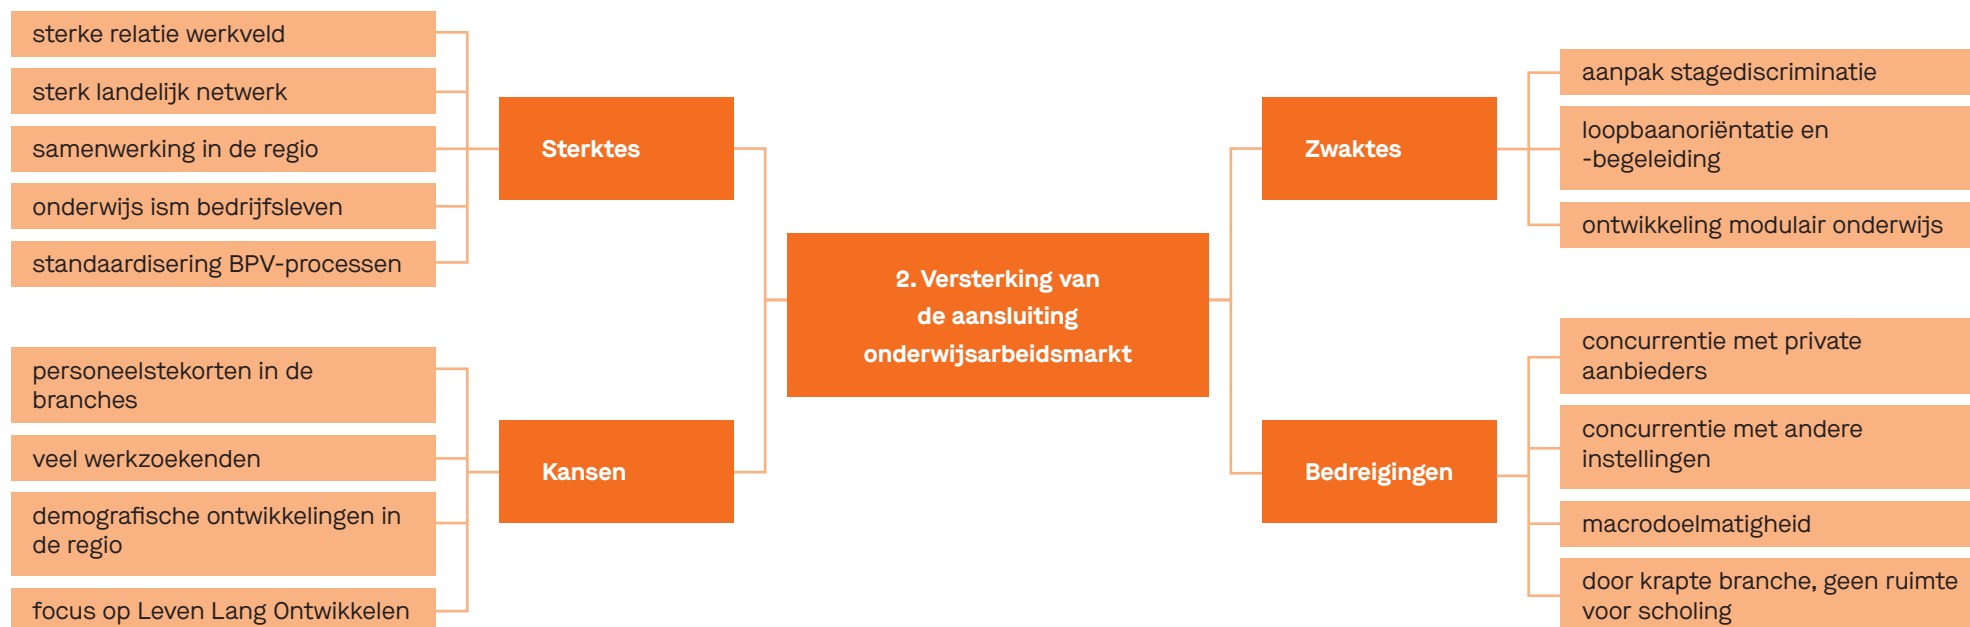 sterke relatie werkveld
sterk landelijk netwerk
samenwerking in de regio
onderwijs ism bedrijfsleven
standaardisering BPV-processen
Sterktes
personeelstekorten in de
branches
veel werkzoekenden
demografische ontwikkelingen in
de regio
focus op Leven Lang Ontwikkelen
Kansen
2. Versterking van
de aansluiting
onderwijsarbeidsmarkt
Zwaktes
aanpak stagediscriminatie
loopbaanoriëntatie en
-begeleiding
ontwikkeling modulair onderwijs
Bedreigingen
concurrentie met private
aanbieders
concurrentie met andere
instellingen
macrodoelmatigheid
door krapte branche, geen ruimte
voor scholing